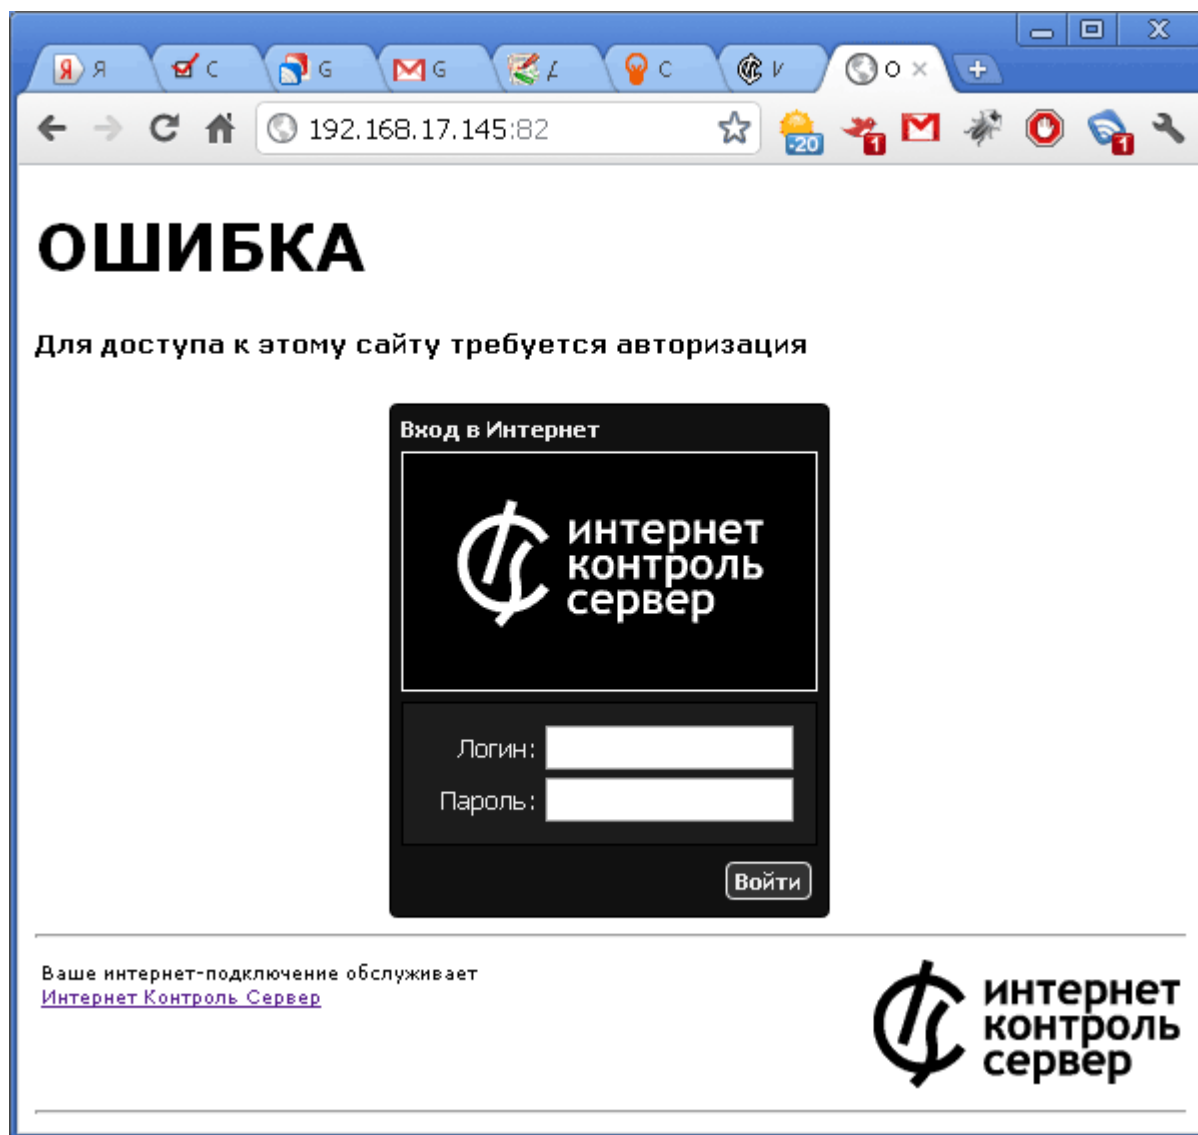 Я С G G С И О
192.168.17.145:82
-20 1 1
ОШИБКА
Для доступа к этому сайту требуется авторизация
Вход в Интернет
интернет
контроль
сервер
Логин:
Пароль:
Войти
Ваше интернет-подключение обслуживает
Интернет Контроль Сервер
интернет
контроль
сервер